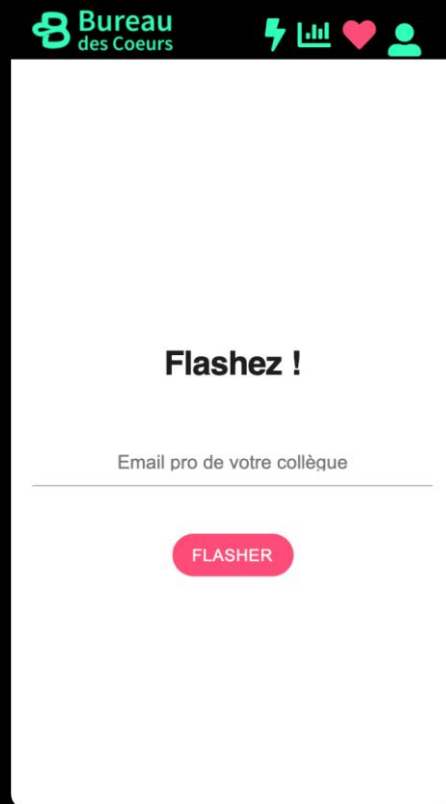 Bureau
des Coeurs
Flashez !
Email pro de votre collègue
FLASHER